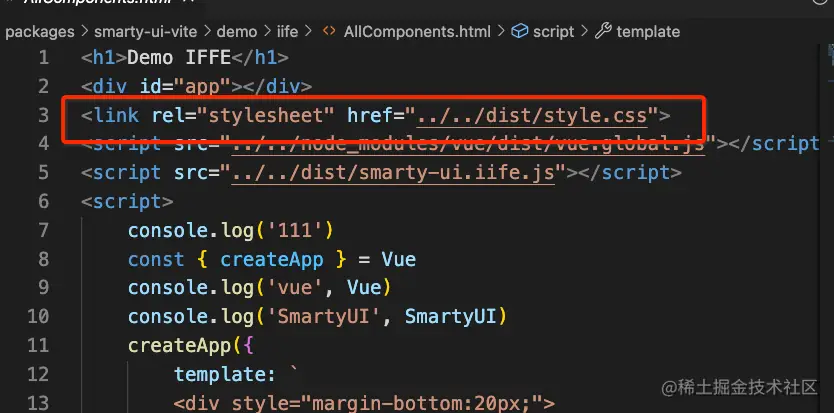 AllComponents.html
packages > smarty-ui-vite > demo > iife > <> AllComponents.html > script > template
1 <h1>Demo IFFE</h1>
2 <div id="app"></div>
3 <link rel="stylesheet" href="../../dist/style.css">
4 <script src="../../node_modules/vue/dist/vue.global.js"></script
5 <script src="../../dist/smarty-ui.iife.js"></script>
6 <script>
7 console.log('111')
8 const { createApp } = Vue
9 console.log('vue', Vue)
10 console.log('SmartyUI', SmartyUI)
11 createApp({
12 template: `
13 <div style="margin-bottom:20px;">
@稀土掘金技术社区